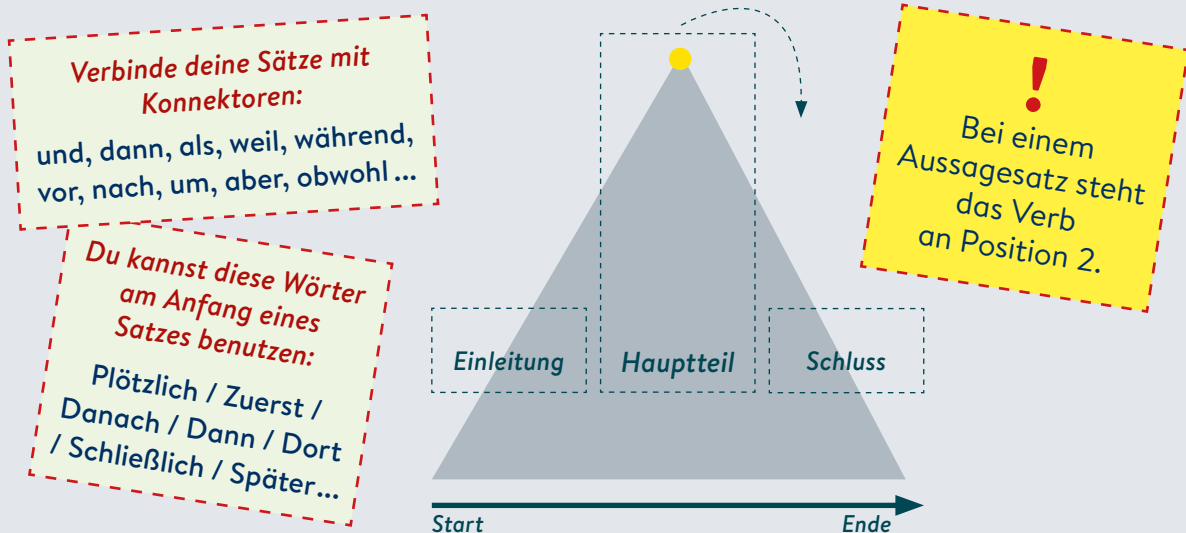 Verbinde deine Sätze mit
Konnektoren:
und, dann, als, weil, während,
vor, nach, um, aber, obwohl ...
Du kannst diese Wörter
am Anfang eines
Satzes benutzen:
Plötzlich / Zuerst /
Danach / Dann / Dort
/ Schließlich / Später ...
Einleitung
Hauptteil
Schluss
Start
Ende
!
Bei einem
Aussagesatz steht
das Verb
an Position 2.